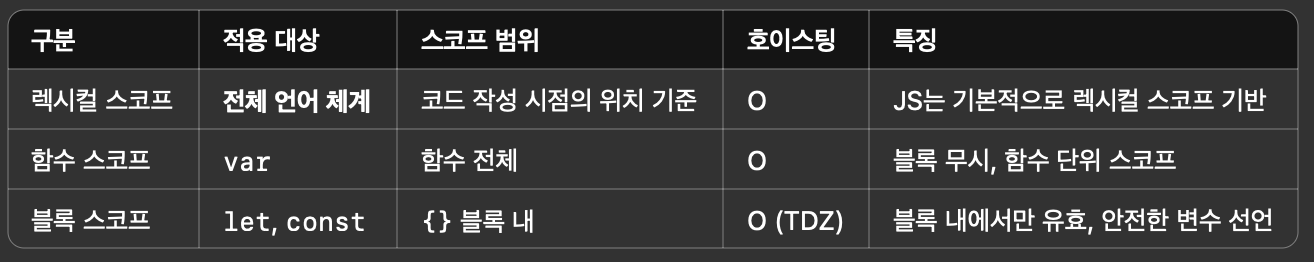 구분 적용 대상 스코프 범위 호이스팅 특징
렉시컬 스코프 전체 언어 체계 코드 작성 시점의 위치 기준 O JS는 기본적으로 렉시컬 스코프 기반
함수 스코프 var 함수 전체 O 블록 무시, 함수 단위 스코프
블록 스코프 let, const {} 블록 내 O (TDZ) 블록 내에서만 유효, 안전한 변수 선언